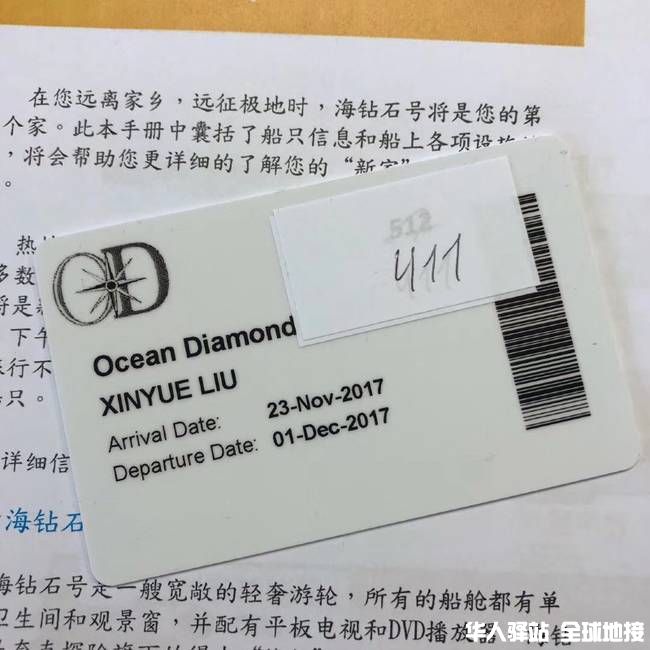 在您远离家乡，远征极地时，海钻石号将是您的第
个家。此本手册中囊括了船只信息和船上各项设施
，将会帮助您更详细的了解您的“新家”
。
热
多数
将是
下午
旅行不
船只。
OD
512
411
Ocean Diamond
XINYUE LIU
Arrival Date: 23-Nov-2017
Departure Date: 01-Dec-2017
详细信
海钻石
海钻石号是一艘宽敞的轻奢游轮，所有的船舱都有单
卫生间和观景窗，并配有平板电视和DVD播放器
华人驿站 全球地接